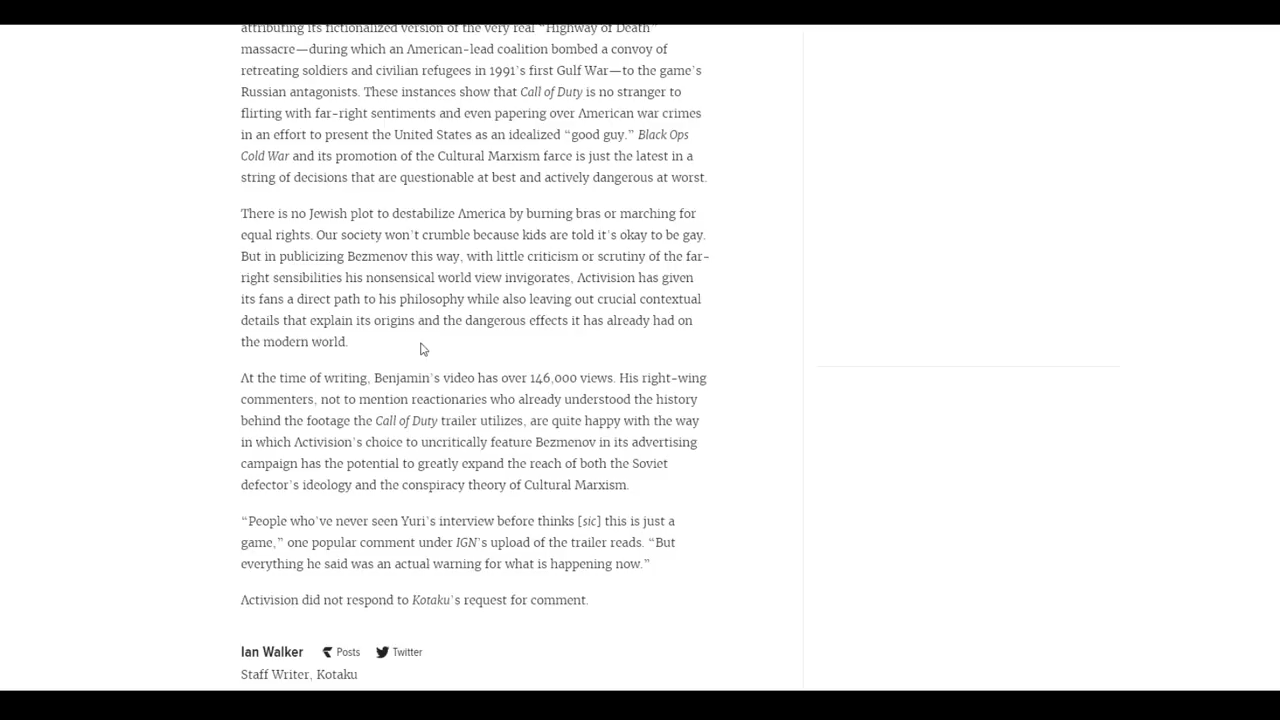 attributing its fictionalized version of the very real “Highway of Death”
massacre—during which an American-lead coalition bombed a convoy of
retreating soldiers and civilian refugees in 1991’s first Gulf War—to the game’s
Russian antagonists. These instances show that Call of Duty is no stranger to
flirting with far-right sentiments and even papering over American war crimes
in an effort to present the United States as an idealized “good guy.” Black Ops
Cold War and its promotion of the Cultural Marxism farce is just the latest in a
string of decisions that are questionable at best and actively dangerous at worst.
There is no Jewish plot to destabilize America by burning bras or marching for
equal rights. Our society won’t crumble because kids are told it’s okay to be gay.
But in publicizing Bezmenov this way, with little criticism or scrutiny of the far-
right sensibilities his nonsensical world view invigorates, Activision has given
its fans a direct path to his philosophy while also leaving out crucial contextual
details that explain its origins and the dangerous effects it has already had on
the modern world.
At the time of writing, Benjamin’s video has over 146,000 views. His right-wing
commenters, not to mention reactionaries who already understood the history
behind the footage the Call of Duty trailer utilizes, are quite happy with the way
in which Activision’s choice to uncritically feature Bezmenov in its advertising
campaign has the potential to greatly expand the reach of both the Soviet
defector’s ideology and the conspiracy theory of Cultural Marxism.
“People who’ve never seen Yuri’s interview before thinks [sic] this is just a
game,” one popular comment under IGN’s upload of the trailer reads. “But
everything he said was an actual warning for what is happening now.”
Activision did not respond to Kotaku’s request for comment.
Ian Walker Posts Twitter
Staff Writer, Kotaku